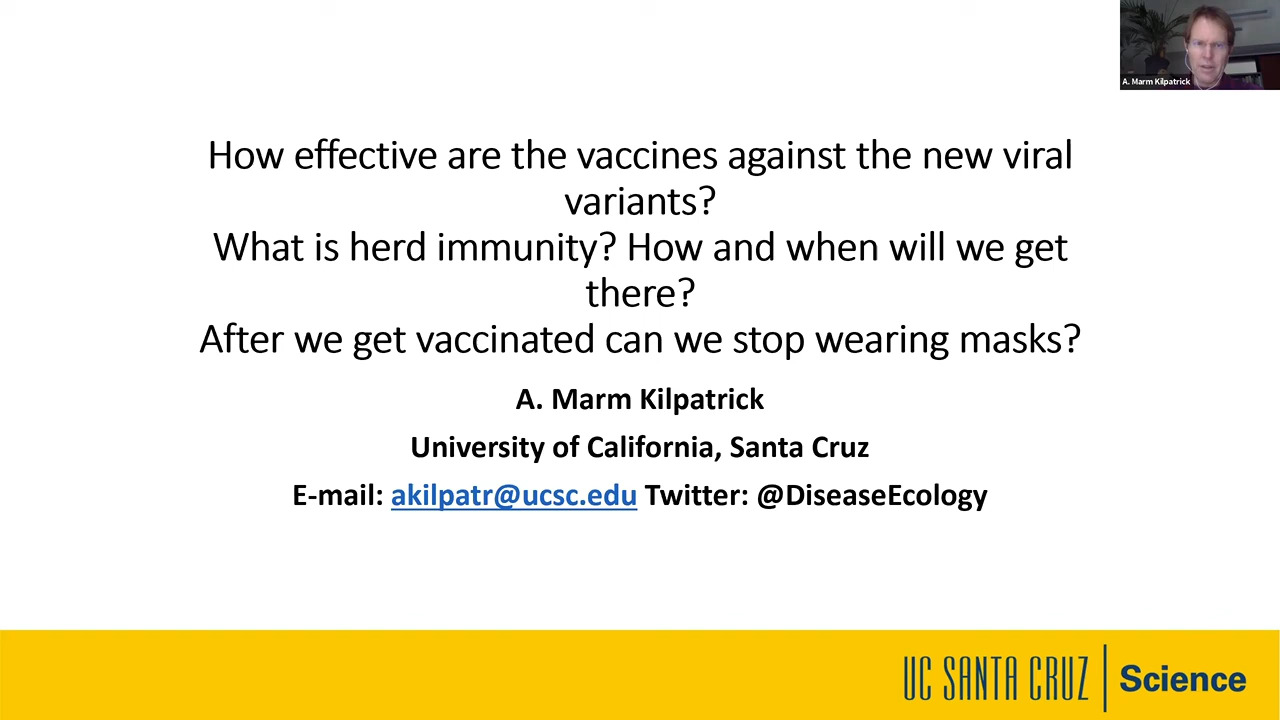 A. Marm Kilpatrick
How effective are the vaccines against the new viral
variants?
What is herd immunity? How and when will we get
there?
After we get vaccinated can we stop wearing masks?
A. Marm Kilpatrick
University of California, Santa Cruz
E-mail: akilpatr@ucsc.edu Twitter: @DiseaseEcology
UC SANTA CRUZ Science